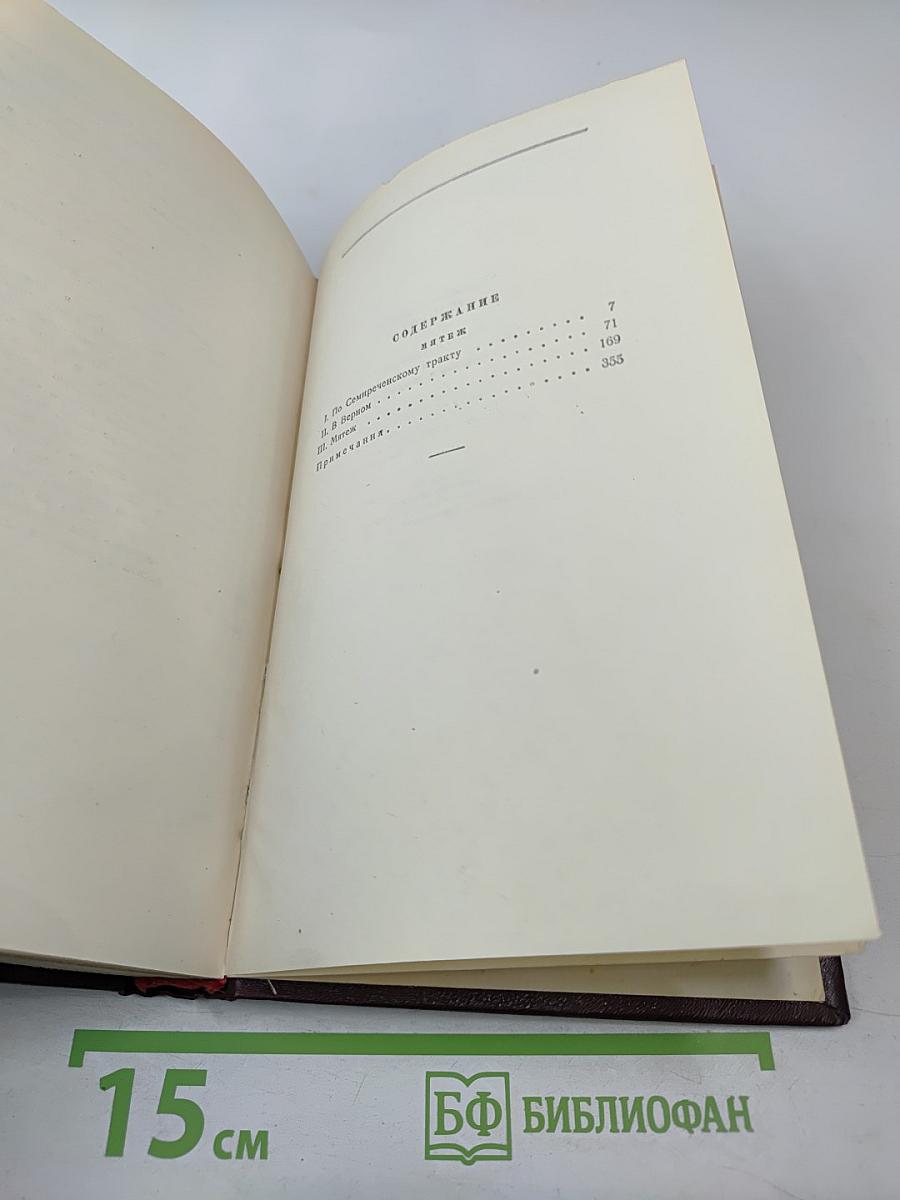 СОДЕРЖАНИЕ
МЯТЕЖ
I. По Семиреченскому тракту . . . . . . . . . 7
II. В Верном . . . . . . . . . . . . . . . . 71
III. Мятеж . . . . . . . . . . . . . . . . . 169
Примечания . . . . . . . . . . . . . . . . 355
15 см
БФ БИБЛИОФАН